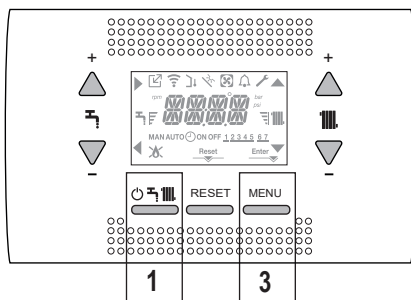 + +
rpm bar
psi
MAN AUTO ON OFF 1 2 3 4 5 6 7
Reset Enter
- -
RESET MENU
1 3